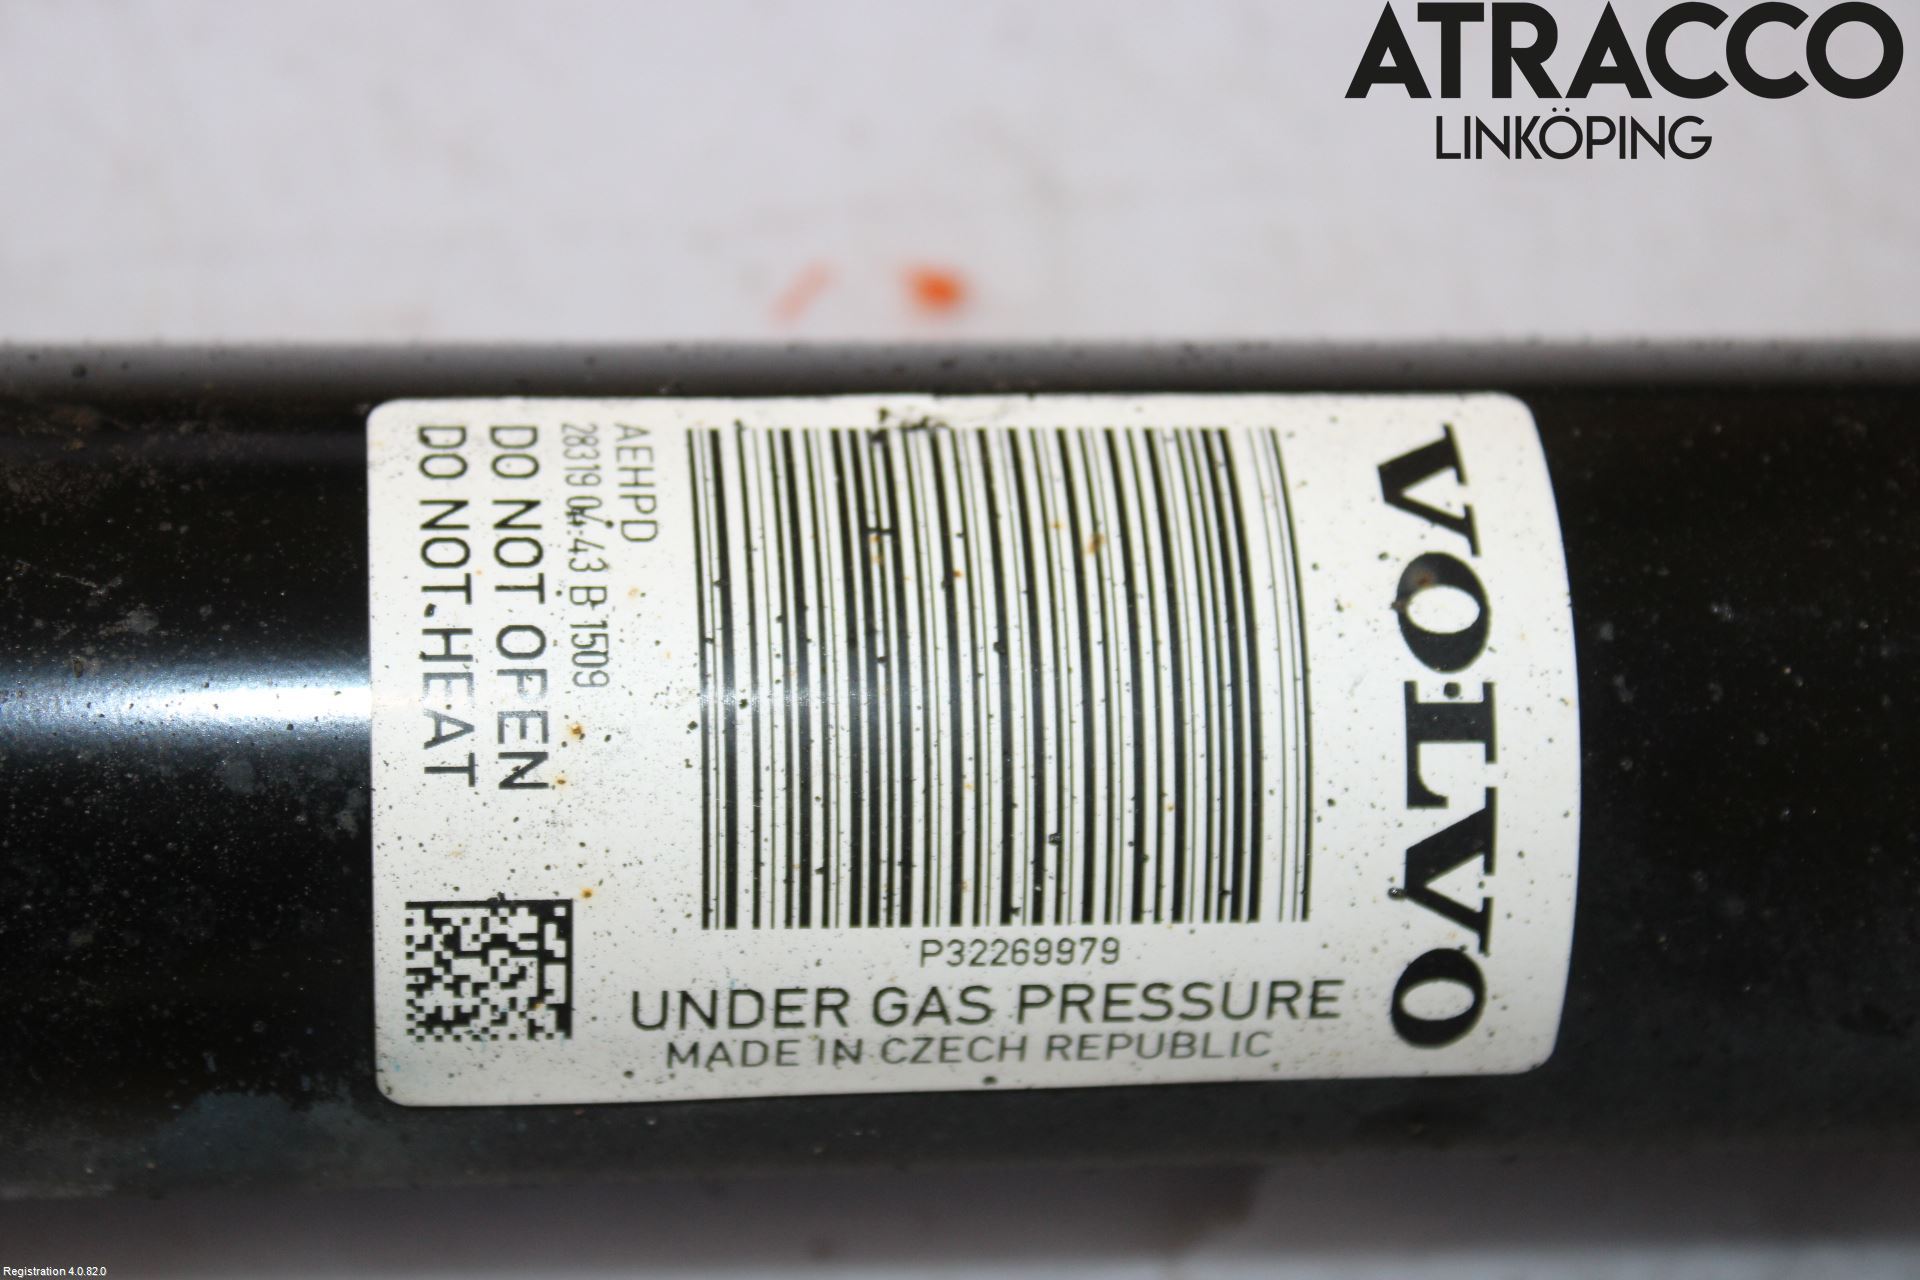 ATRACCO
LINKÖPING
VOLVO
P32269979
UNDER GAS PRESSURE
MADE IN CZECH REPUBLIC
AEHPD
28319 04:43 B 1509
DO NOT OPEN
DO NOT HEAT
Registration 4.0.82.0